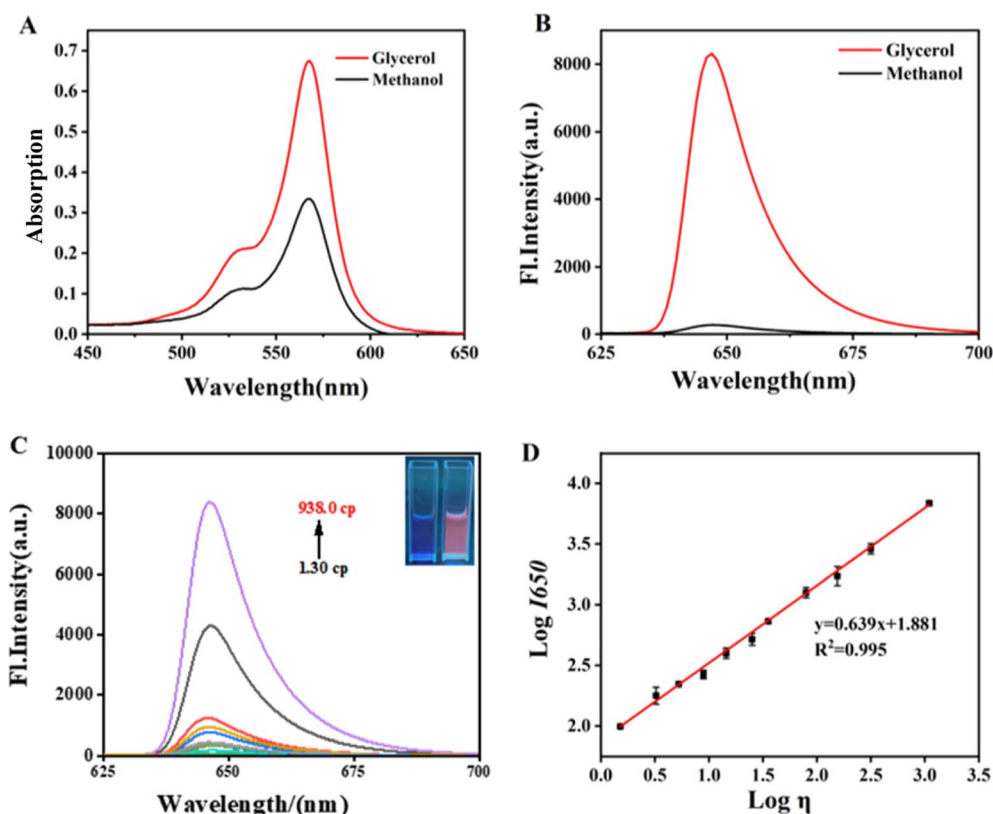 A
Absorption
0.7
0.6
0.5
0.4
0.3
0.2
0.1
0.0
450
500
550
600
650
Wavelength(nm)
Glycerol
Methanol
B
Fl.Intensity(a.u.)
8000
6000
4000
2000
0
625
650
675
700
Wavelength(nm)
Glycerol
Methanol
C
Fl.Intensity(a.u.)
10000
8000
6000
4000
2000
0
625
650
675
700
Wavelength/(nm)
938.0 cp
1.30 cp
D
Log I650
4.0
3.5
3.0
2.5
2.0
0.0
0.5
1.0
1.5
2.0
2.5
3.0
3.5
Log η
y=0.639x+1.881
R²=0.995